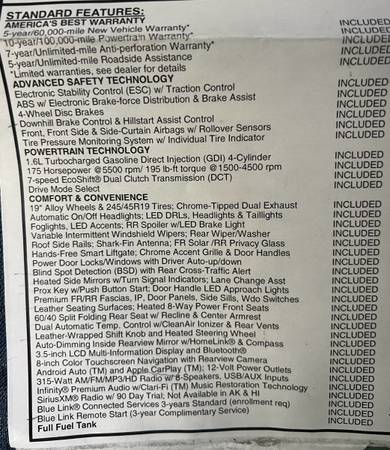 STANDARD FEATURES:
AMERICA'S BEST WARRANTY
5-year/60,000-mile New Vehicle Warranty* INCLUDED
10-year/100,000-mile Powertrain Warranty* INCLUDED
7-year/Unlimited-mile Anti-perforation Warranty* INCLUDED
5-year/Unlimited-mile Roadside Assistance INCLUDED
*Limited warranties, see dealer for details
ADVANCED SAFETY TECHNOLOGY
Electronic Stability Control (ESC) w/ Traction Control INCLUDED
ABS w/ Electronic Brake-force Distribution & Brake Assist INCLUDED
4-Wheel Disc Brakes INCLUDED
Downhill Brake Control & Hillstart Assist Control INCLUDED
Front, Front Side & Side-Curtain Airbags w/ Rollover Sensors INCLUDED
Tire Pressure Monitoring System w/ Individual Tire Indicator INCLUDED
POWERTRAIN TECHNOLOGY
1.6L Turbocharged Gasoline Direct Injection (GDI) 4-Cylinder INCLUDED
175 Horsepower @5500 rpm/ 195 lb-ft torque @1500-4500 rpm INCLUDED
7-speed EcoShift® Dual Clutch Transmission (DCT) INCLUDED
Drive Mode Select INCLUDED
COMFORT & CONVENIENCE
19" Alloy Wheels & 245/45R19 Tires; Chrome-Tipped Dual Exhaust INCLUDED
Automatic On/Off Headlights; LED DRLs, Headlights & Taillights INCLUDED
Foglights, LED Accents; RR Spoiler w/LED Brake Light INCLUDED
Variable Intermittent Windshield Wipers; Rear Wiper/Washer INCLUDED
Roof Side Rails; Shark-Fin Antenna; FR Solar /RR Privacy Glass INCLUDED
Hands-Free Smart Liftgate; Chrome Accent Grille & Door Handles INCLUDED
Power Door Locks/Windows with Driver Auto-up/down INCLUDED
Blind Spot Detection (BSD) with Rear Cross-Traffic Alert INCLUDED
Heated Side Mirrors w/Turn Signal Indicators; Lane Change Asst INCLUDED
Prox Key w/Push Button Start; Door Handle LED Approach Lights INCLUDED
Premium FR/RR Fascias, IP, Door Panels, Side Sills, Wdo Switches INCLUDED
Leather Seating Surfaces; Heated 8-Way Power Front Seats INCLUDED
60/40 Split Folding Rear Seat w/ Recline & Center Armrest INCLUDED
Dual Automatic Temp. Control w/CleanAir Ionizer & Rear Vents INCLUDED
Leather-Wrapped Shift Knob and Heated Steering Wheel INCLUDED
Auto-Dimming Inside Rearview Mirror w/HomeLink® & Compass INCLUDED
3.5-inch LCD Multi-Information Display and Bluetooth® INCLUDED
8-inch Color Touchscreen Navigation with Rearview Camera INCLUDED
Android Auto (TM) and Apple CarPlay (TM); 12-Volt Power Outlets INCLUDED
315-Watt AM/FM/MP3/HD Radio w/ 8-Speakers, USB/AUX Inputs INCLUDED
Infinity® Premium Audio w/Clari-Fi (TM) Music Restoration Technology INCLUDED
SiriusXM® Radio w/ 90 Day Trial; Not Available in AK & HI INCLUDED
Blue Link® Connected Services 3-years Standard (enrollment req) INCLUDED
Blue Link Remote Start (3-year Complimentary Service) INCLUDED
Full Fuel Tank INCLUDED